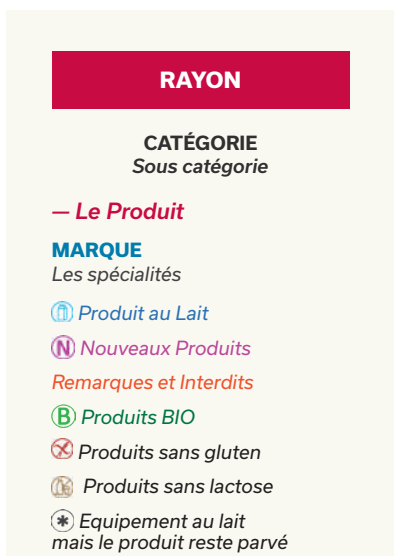 RAYON
CATÉGORIE
Sous catégorie
— Le Produit
MARQUE
Les spécialités
Produit au Lait
N Nouveaux Produits
Remarques et Interdits
B Produits BIO
Produits sans gluten
Produits sans lactose
* Equipement au lait
mais le produit reste parvé